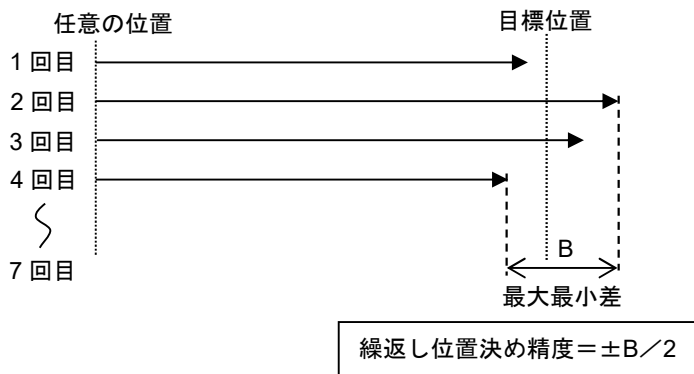 任意の位置
目標位置
1 回目
2 回目
3 回目
4 回目
7 回目
B
最大最小差
繰返し位置決め精度＝±B／2